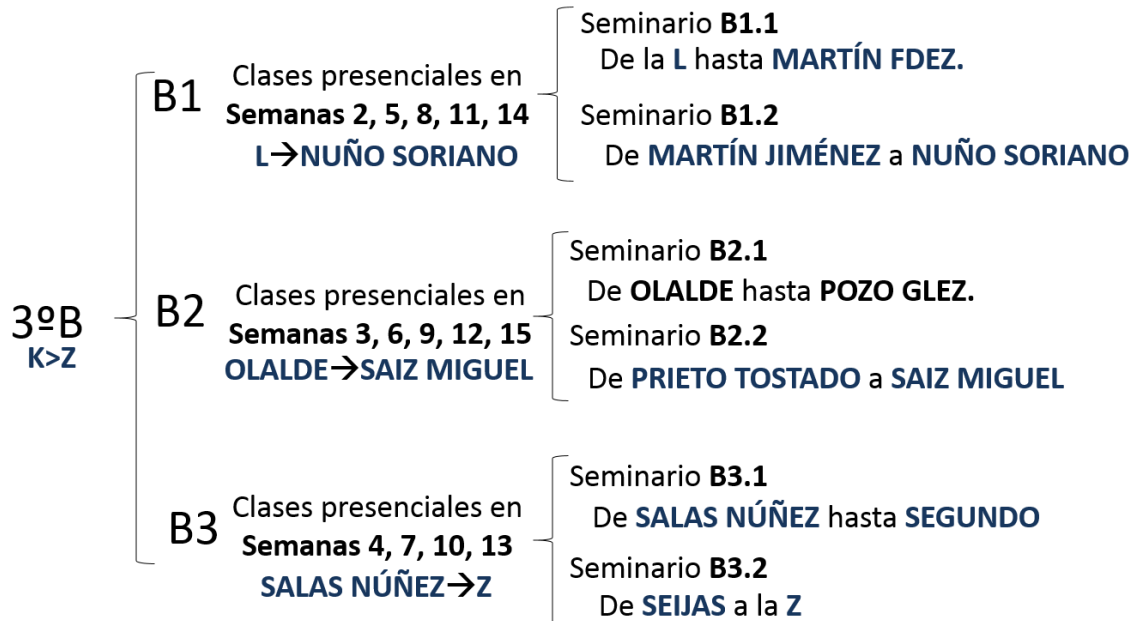 3ºB
K>Z
B1
Clases presenciales en
Semanas 2, 5, 8, 11, 14
L→NUÑO SORIANO
Seminario B1.1
De la L hasta MARTÍN FDEZ.
Seminario B1.2
De MARTÍN JIMÉNEZ a NUÑO SORIANO
B2
Clases presenciales en
Semanas 3, 6, 9, 12, 15
OLALDE→SAIZ MIGUEL
Seminario B2.1
De OLALDE hasta POZO GLEZ.
Seminario B2.2
De PRIETO TOSTADO a SAIZ MIGUEL
B3
Clases presenciales en
Semanas 4, 7, 10, 13
SALAS NÚÑEZ→Z
Seminario B3.1
De SALAS NÚÑEZ hasta SEGUNDO
Seminario B3.2
De SEIJAS a la Z